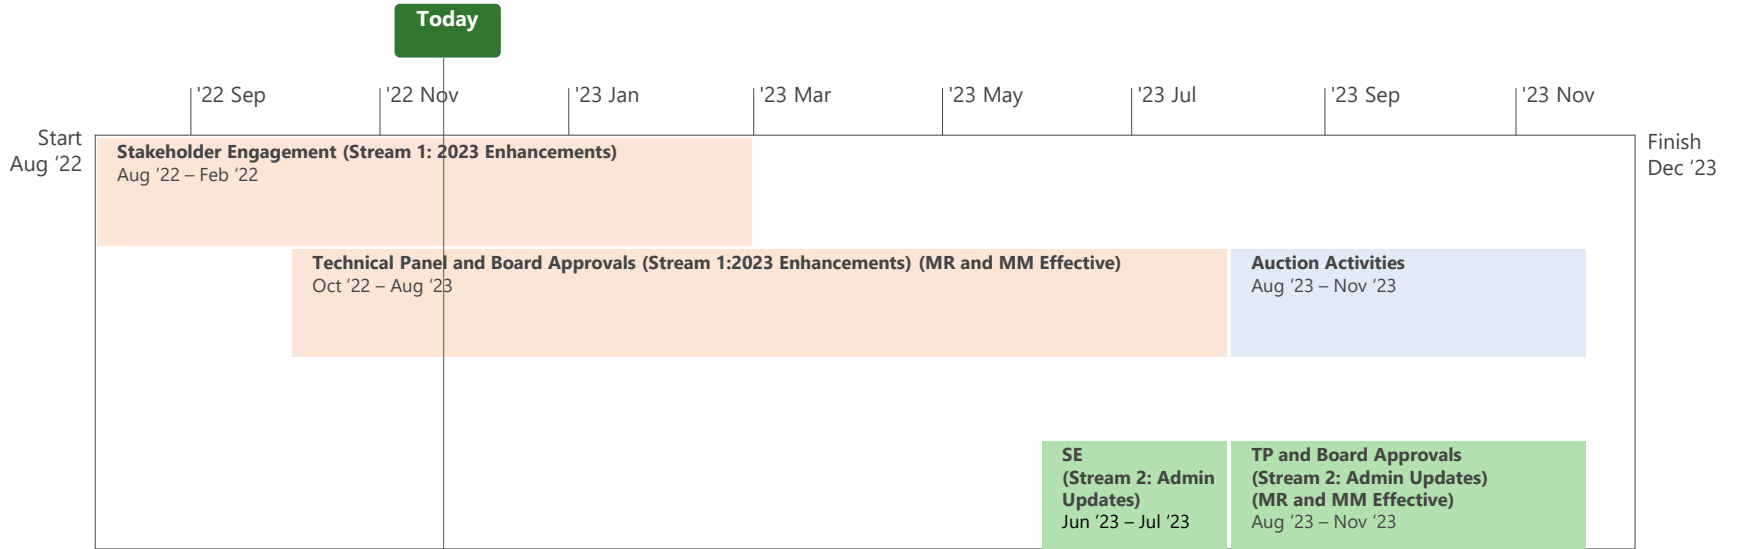 Today
'22 Sep
'22 Nov
'23 Jan
'23 Mar
'23 May
'23 Jul
'23 Sep
'23 Nov
Start
Aug ‘22
Finish
Dec ‘23
Stakeholder Engagement (Stream 1: 2023 Enhancements)
Aug ’22 – Feb ‘22
Technical Panel and Board Approvals (Stream 1:2023 Enhancements) (MR and MM Effective)
Oct ’22 – Aug ‘23
Auction Activities
Aug ’23 – Nov ‘23
SE
(Stream 2: Admin
Updates)
Jun ’23 – Jul ‘23
TP and Board Approvals
(Stream 2: Admin Updates)
(MR and MM Effective)
Aug ’23 – Nov ‘23